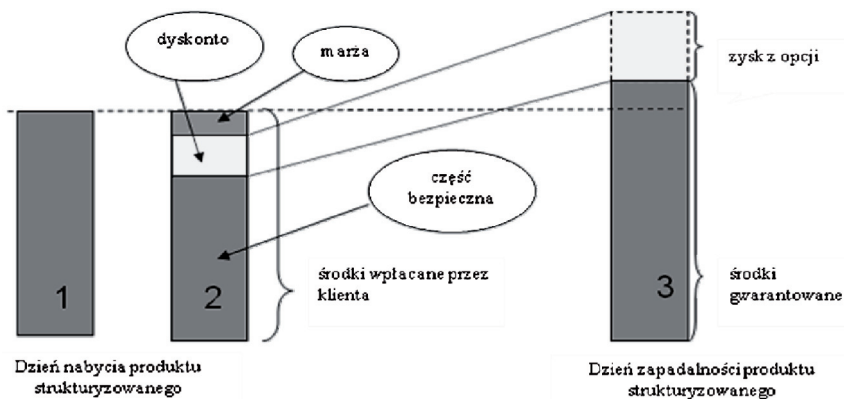 dyskonto
marża
zysk z opcji
część
bezpieczna
1
2
3
środki wpłacane przez
klienta
środki
gwarantowane
Dzień nabycia produktu
strukturyzowanego
Dzień zapadalności produktu
strukturyzowanego